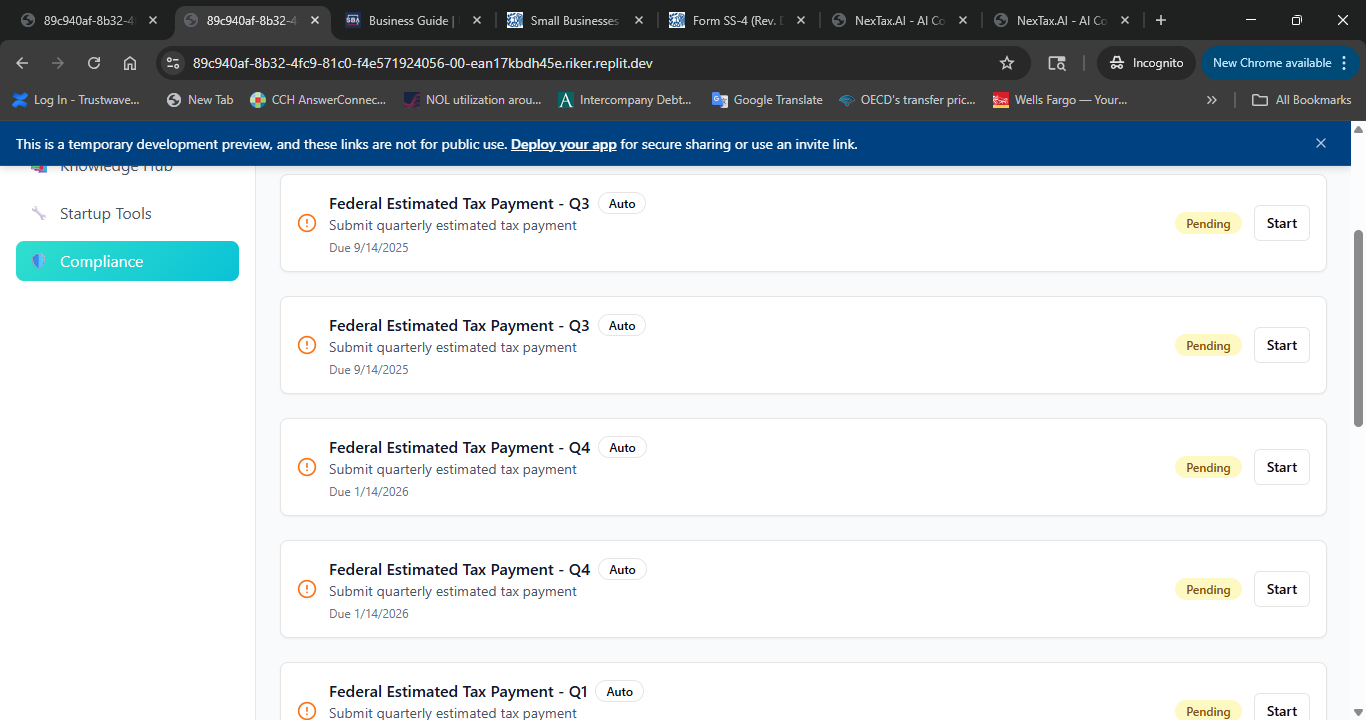 89c940af-8b32-4
89c940af-8b32-4
Business Guide |
Small Businesses
Form SS-4 (Rev. D
NexTax.AI - AI Co
NexTax.AI - AI Co
89c940af-8b32-4fc9-81c0-f4e571924056-00-ean17kbdh45e.riker.replit.dev
Incognito
New Chrome available
Log In - Trustwave...
New Tab
CCH AnswerConnec...
NOL utilization arou...
Intercompany Debt...
Google Translate
OECD's transfer pric...
Wells Fargo — Your...
»
All Bookmarks
This is a temporary development preview, and these links are not for public use. Deploy your app for secure sharing or use an invite link.
Knowledge Hub
Startup Tools
Compliance
Federal Estimated Tax Payment - Q3 Auto
Submit quarterly estimated tax payment
Due 9/14/2025
Pending
Start
Federal Estimated Tax Payment - Q3 Auto
Submit quarterly estimated tax payment
Due 9/14/2025
Pending
Start
Federal Estimated Tax Payment - Q4 Auto
Submit quarterly estimated tax payment
Due 1/14/2026
Pending
Start
Federal Estimated Tax Payment - Q4 Auto
Submit quarterly estimated tax payment
Due 1/14/2026
Pending
Start
Federal Estimated Tax Payment - Q1 Auto
Submit quarterly estimated tax payment
Pending
Start